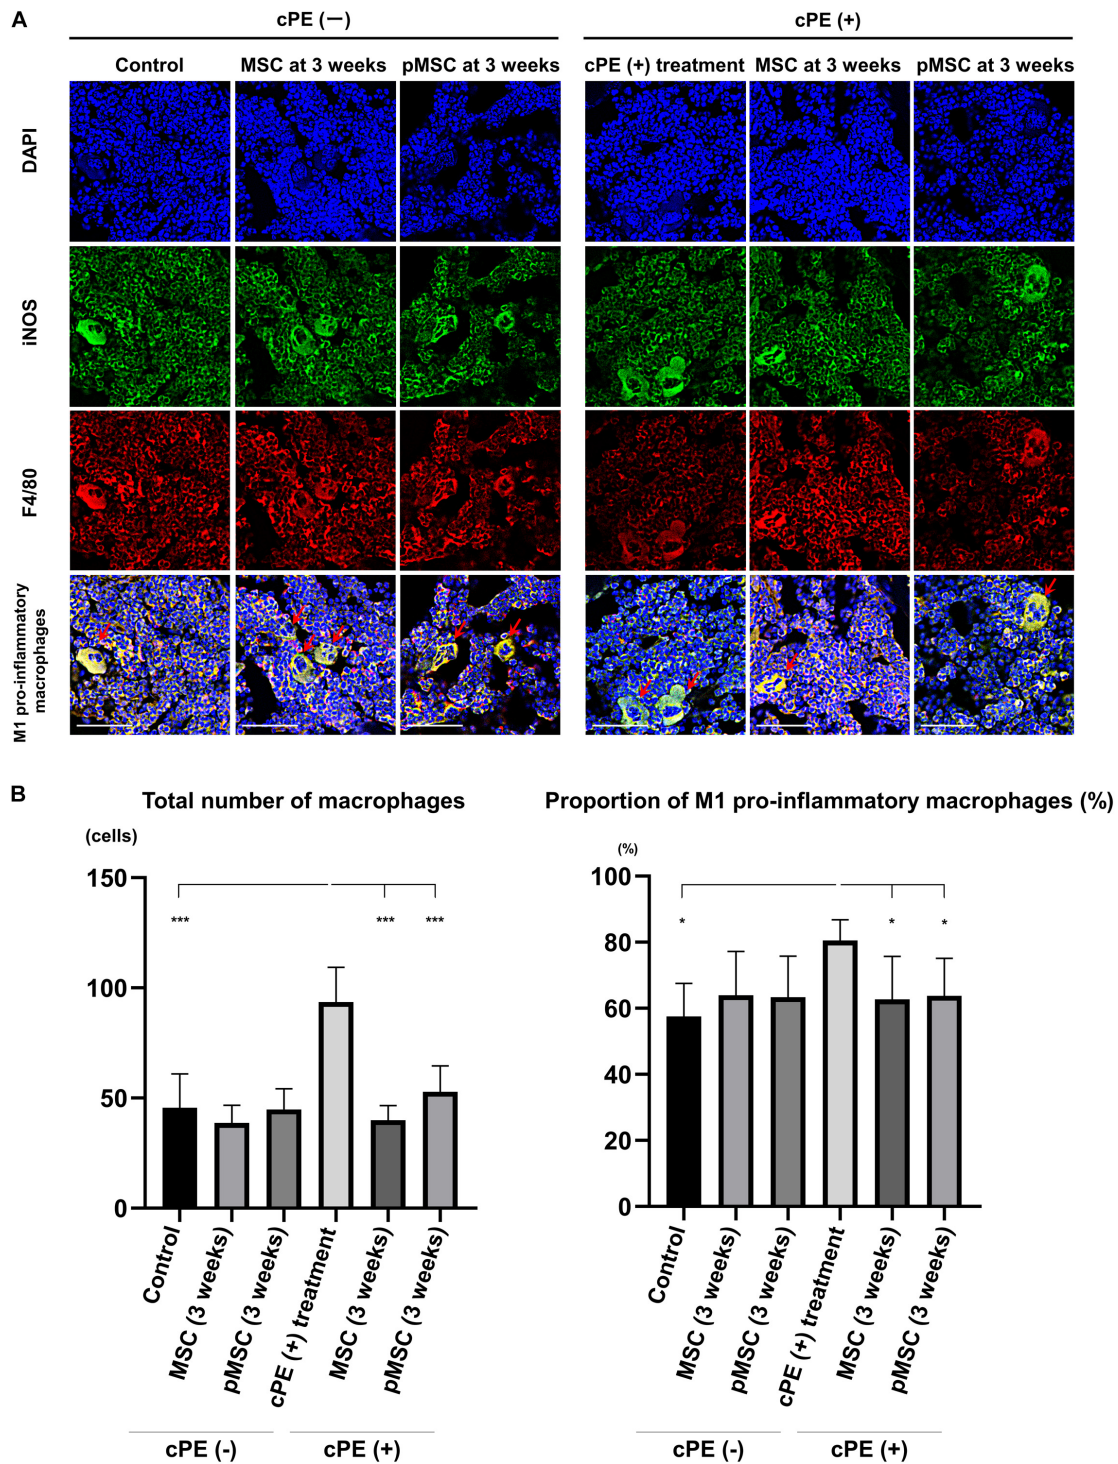 A
cPE (－)
cPE (+)
Control
MSC at 3 weeks
pMSC at 3 weeks
cPE (+) treatment
MSC at 3 weeks
pMSC at 3 weeks
DAPI
iNOS
F4/80
M1 pro-inflammatory
macrophages
B
Total number of macrophages
(cells)
150
100
50
0
***
***
***
Control
MSC (3 weeks)
pMSC (3 weeks)
cPE (+) treatment
MSC (3 weeks)
pMSC (3 weeks)
cPE (-)
cPE (+)
Proportion of M1 pro-inflammatory macrophages (%)
(%)
100
80
60
40
20
0
*
*
*
Control
MSC (3 weeks)
pMSC (3 weeks)
cPE (+) treatment
MSC (3 weeks)
pMSC (3 weeks)
cPE (-)
cPE (+)